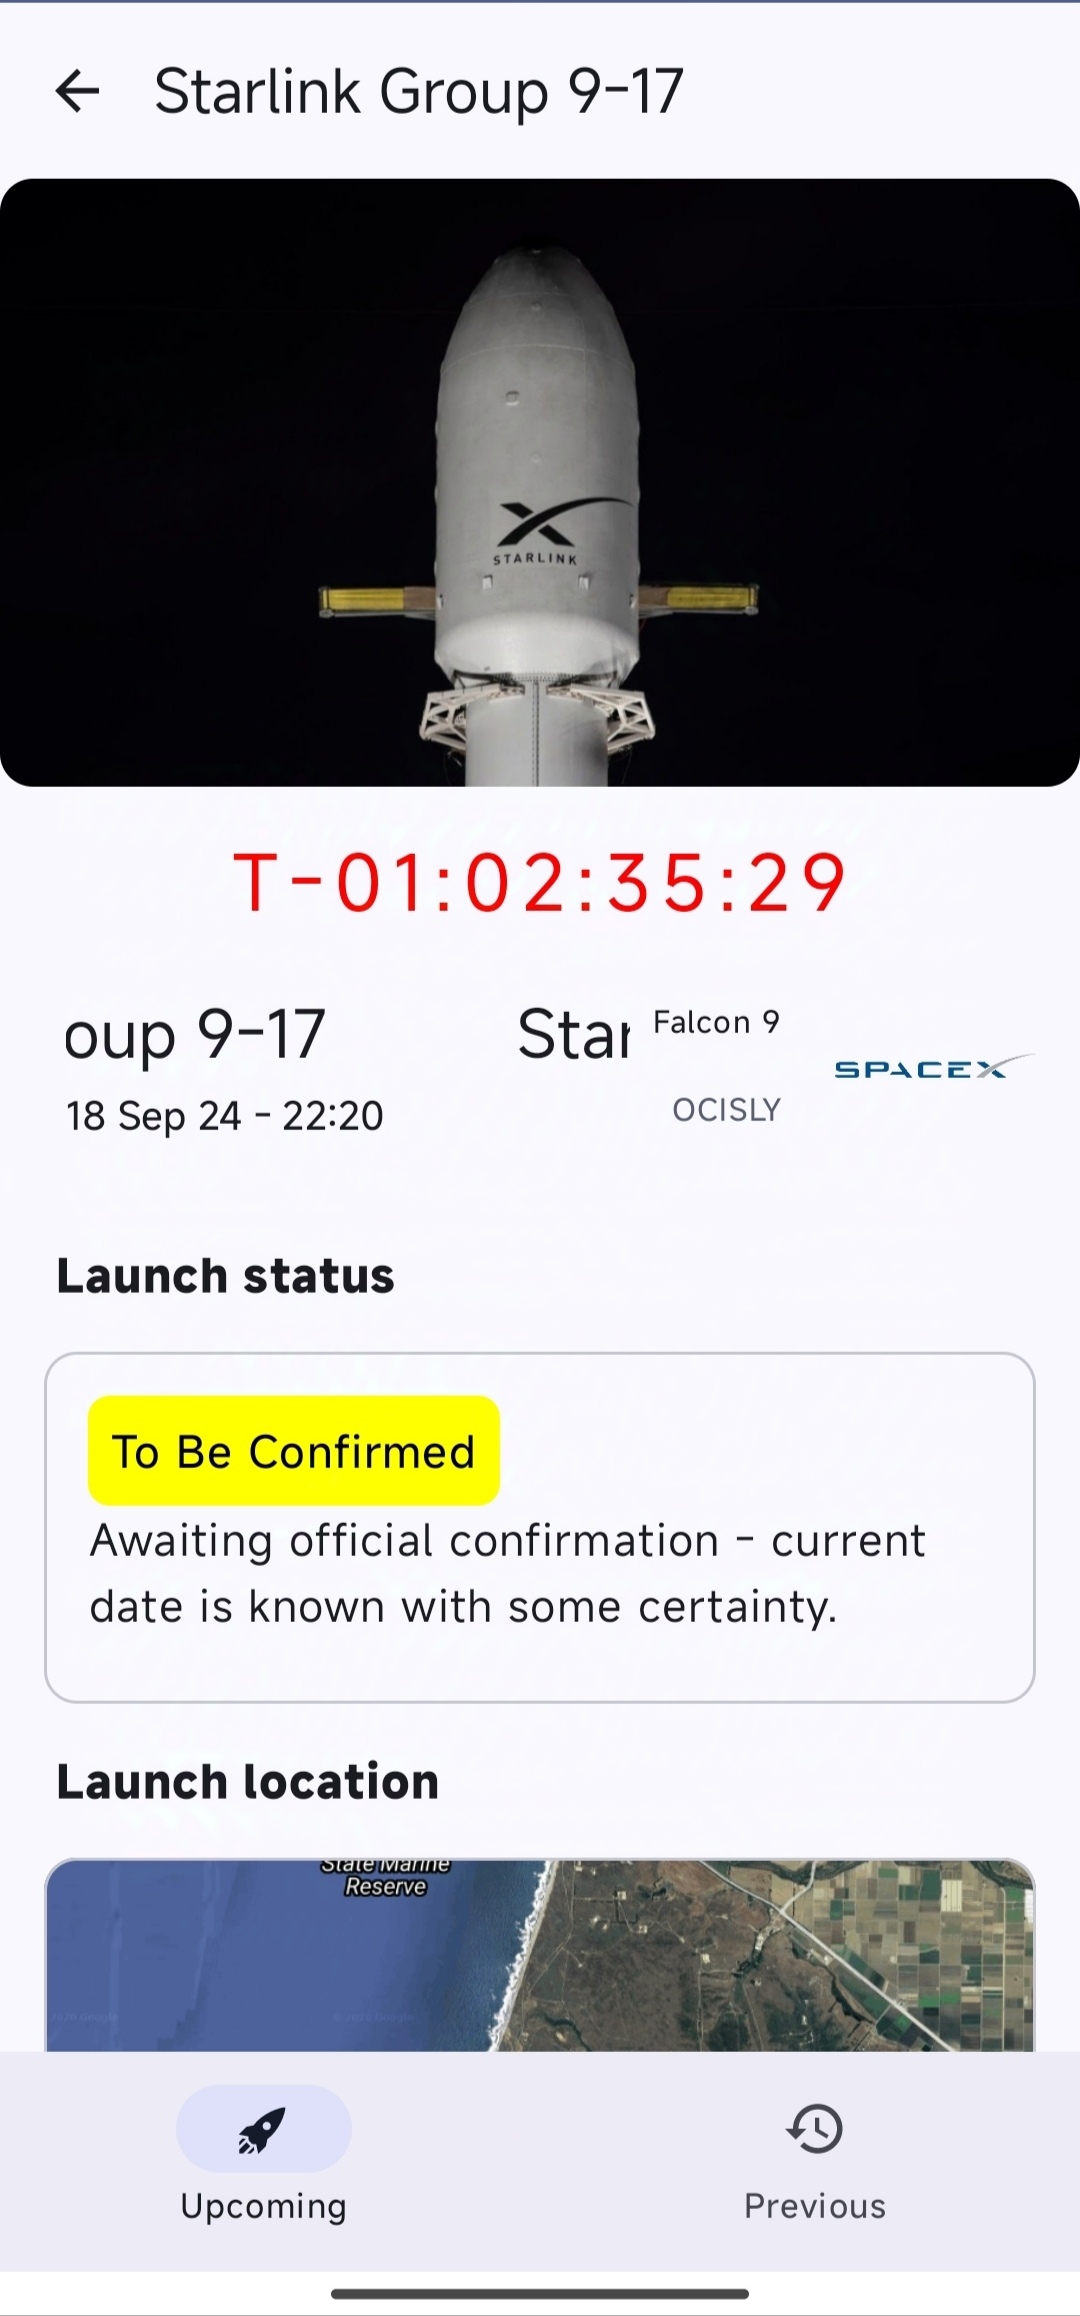 Starlink Group 9-17
STARLINK
T-01:02:35:29
oup 9-17 Star
Falcon 9
SPACEX
18 Sep 24 - 22:20
OCISLY
Launch status
To Be Confirmed
Awaiting official confirmation - current
date is known with some certainty.
Launch location
State Marine
Reserve
Upcoming
Previous